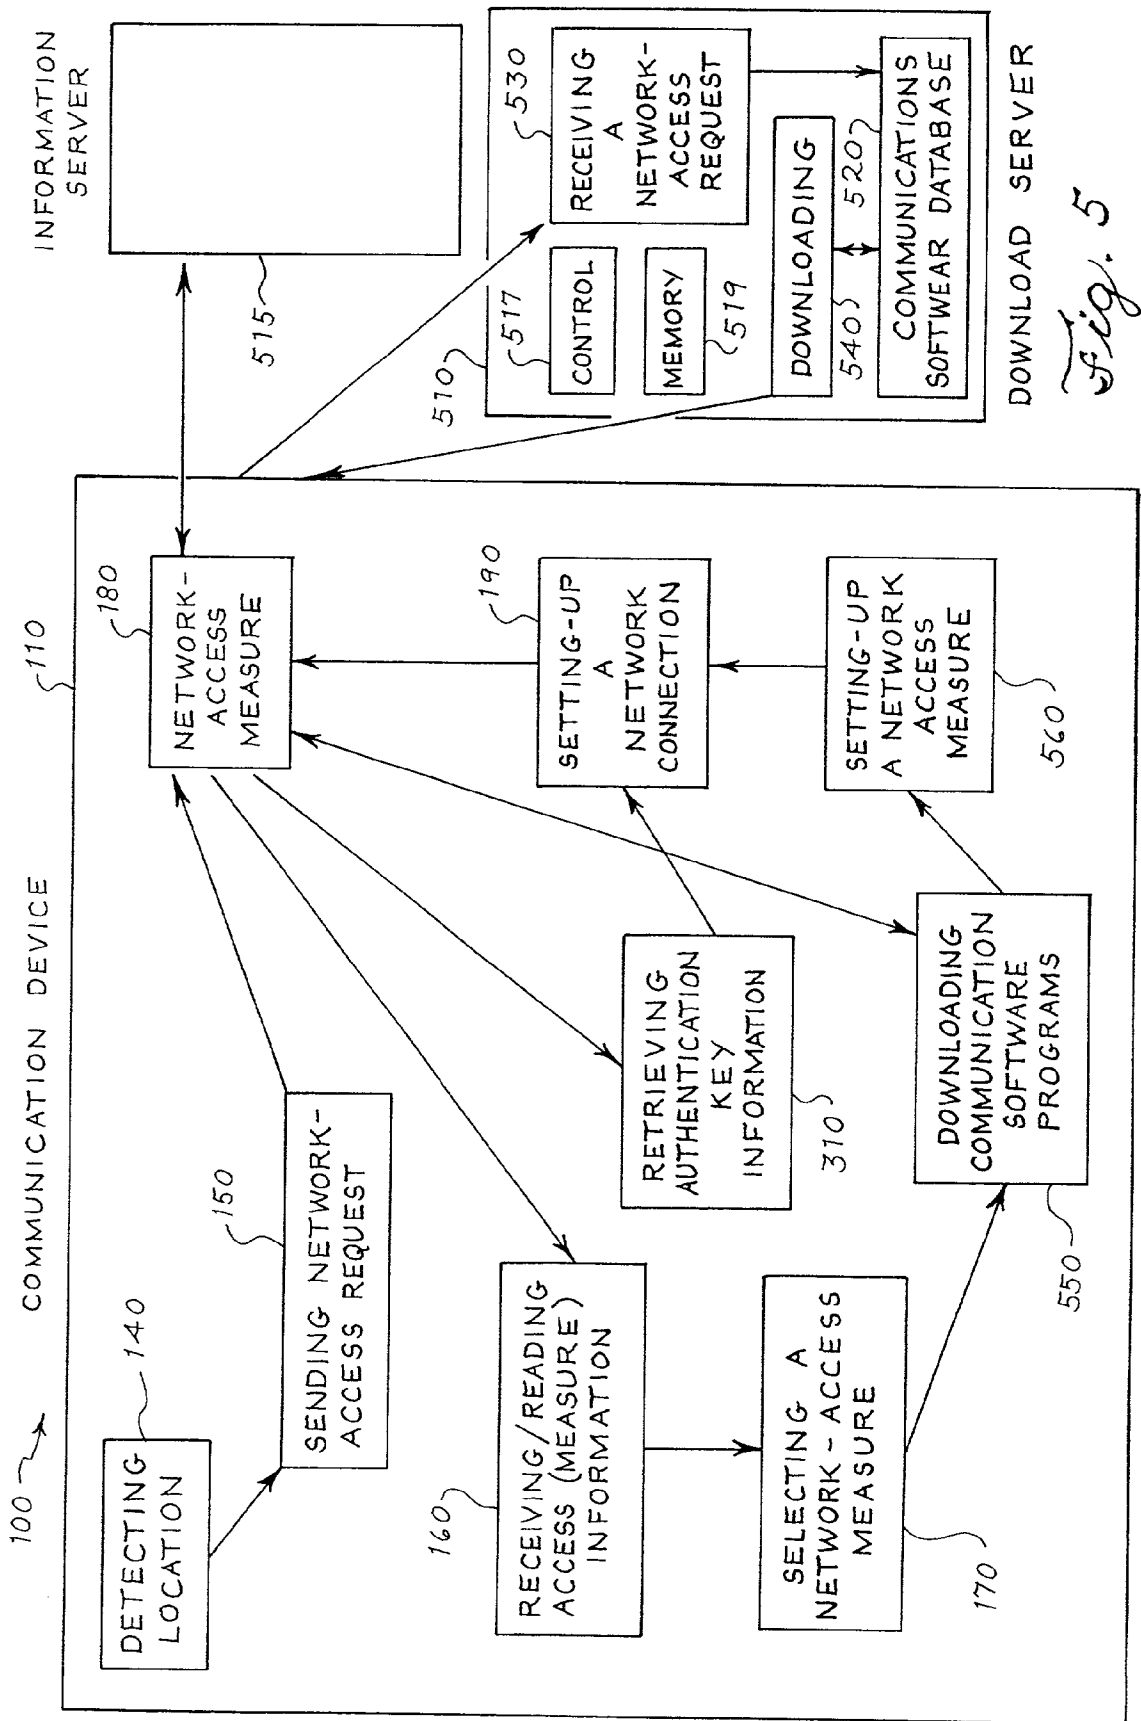 100
COMMUNICATION DEVICE
110
DETECTING
LOCATION
140
SENDING NETWORK-
ACCESS REQUEST
150
NETWORK-
ACCESS
MEASURE
180
RECEIVING/READING
ACCESS (MEASURE)
INFORMATION
160
SELECTING A
NETWORK-ACCESS
MEASURE
170
RETRIEVING
AUTHENTICATION
KEY
INFORMATION
310
SETTING-UP
A
NETWORK
CONNECTION
190
DOWNLOADING
COMMUNICATION
SOFTWARE
PROGRAMS
550
SETTING-UP
A NETWORK
ACCESS
MEASURE
560
INFORMATION
SERVER
515
510
CONTROL
517
MEMORY
519
RECEIVING
A
NETWORK-
ACCESS
REQUEST
530
DOWNLOADING
540
COMMUNICATIONS
SOFTWEAR DATABASE
520
DOWNLOAD SERVER
Fig. 5